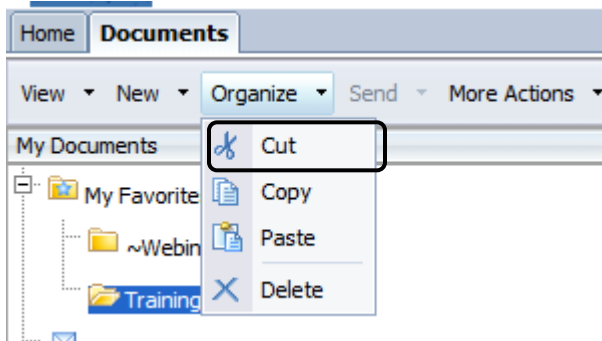 Home Documents
View New Organize Send More Actions
My Documents
Cut
My Favorite
Copy
~Webin
Paste
Training
Delete